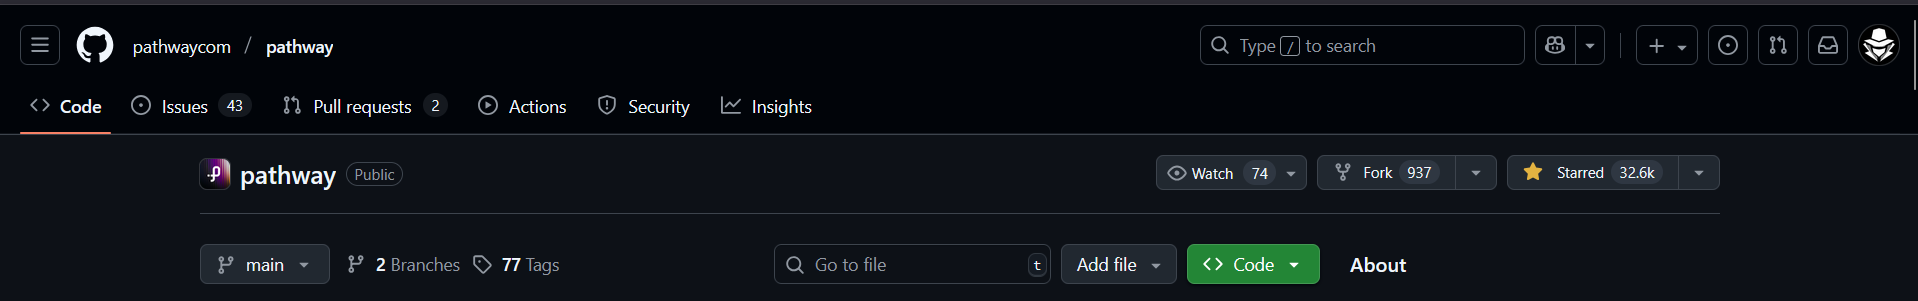 pathwaycom / pathway Type / to search
Code Issues 43 Pull requests 2 Actions Security Insights
pathway Public Watch 74 Fork 937 Starred 32.6k
main 2 Branches 77 Tags Go to file t Add file Code About